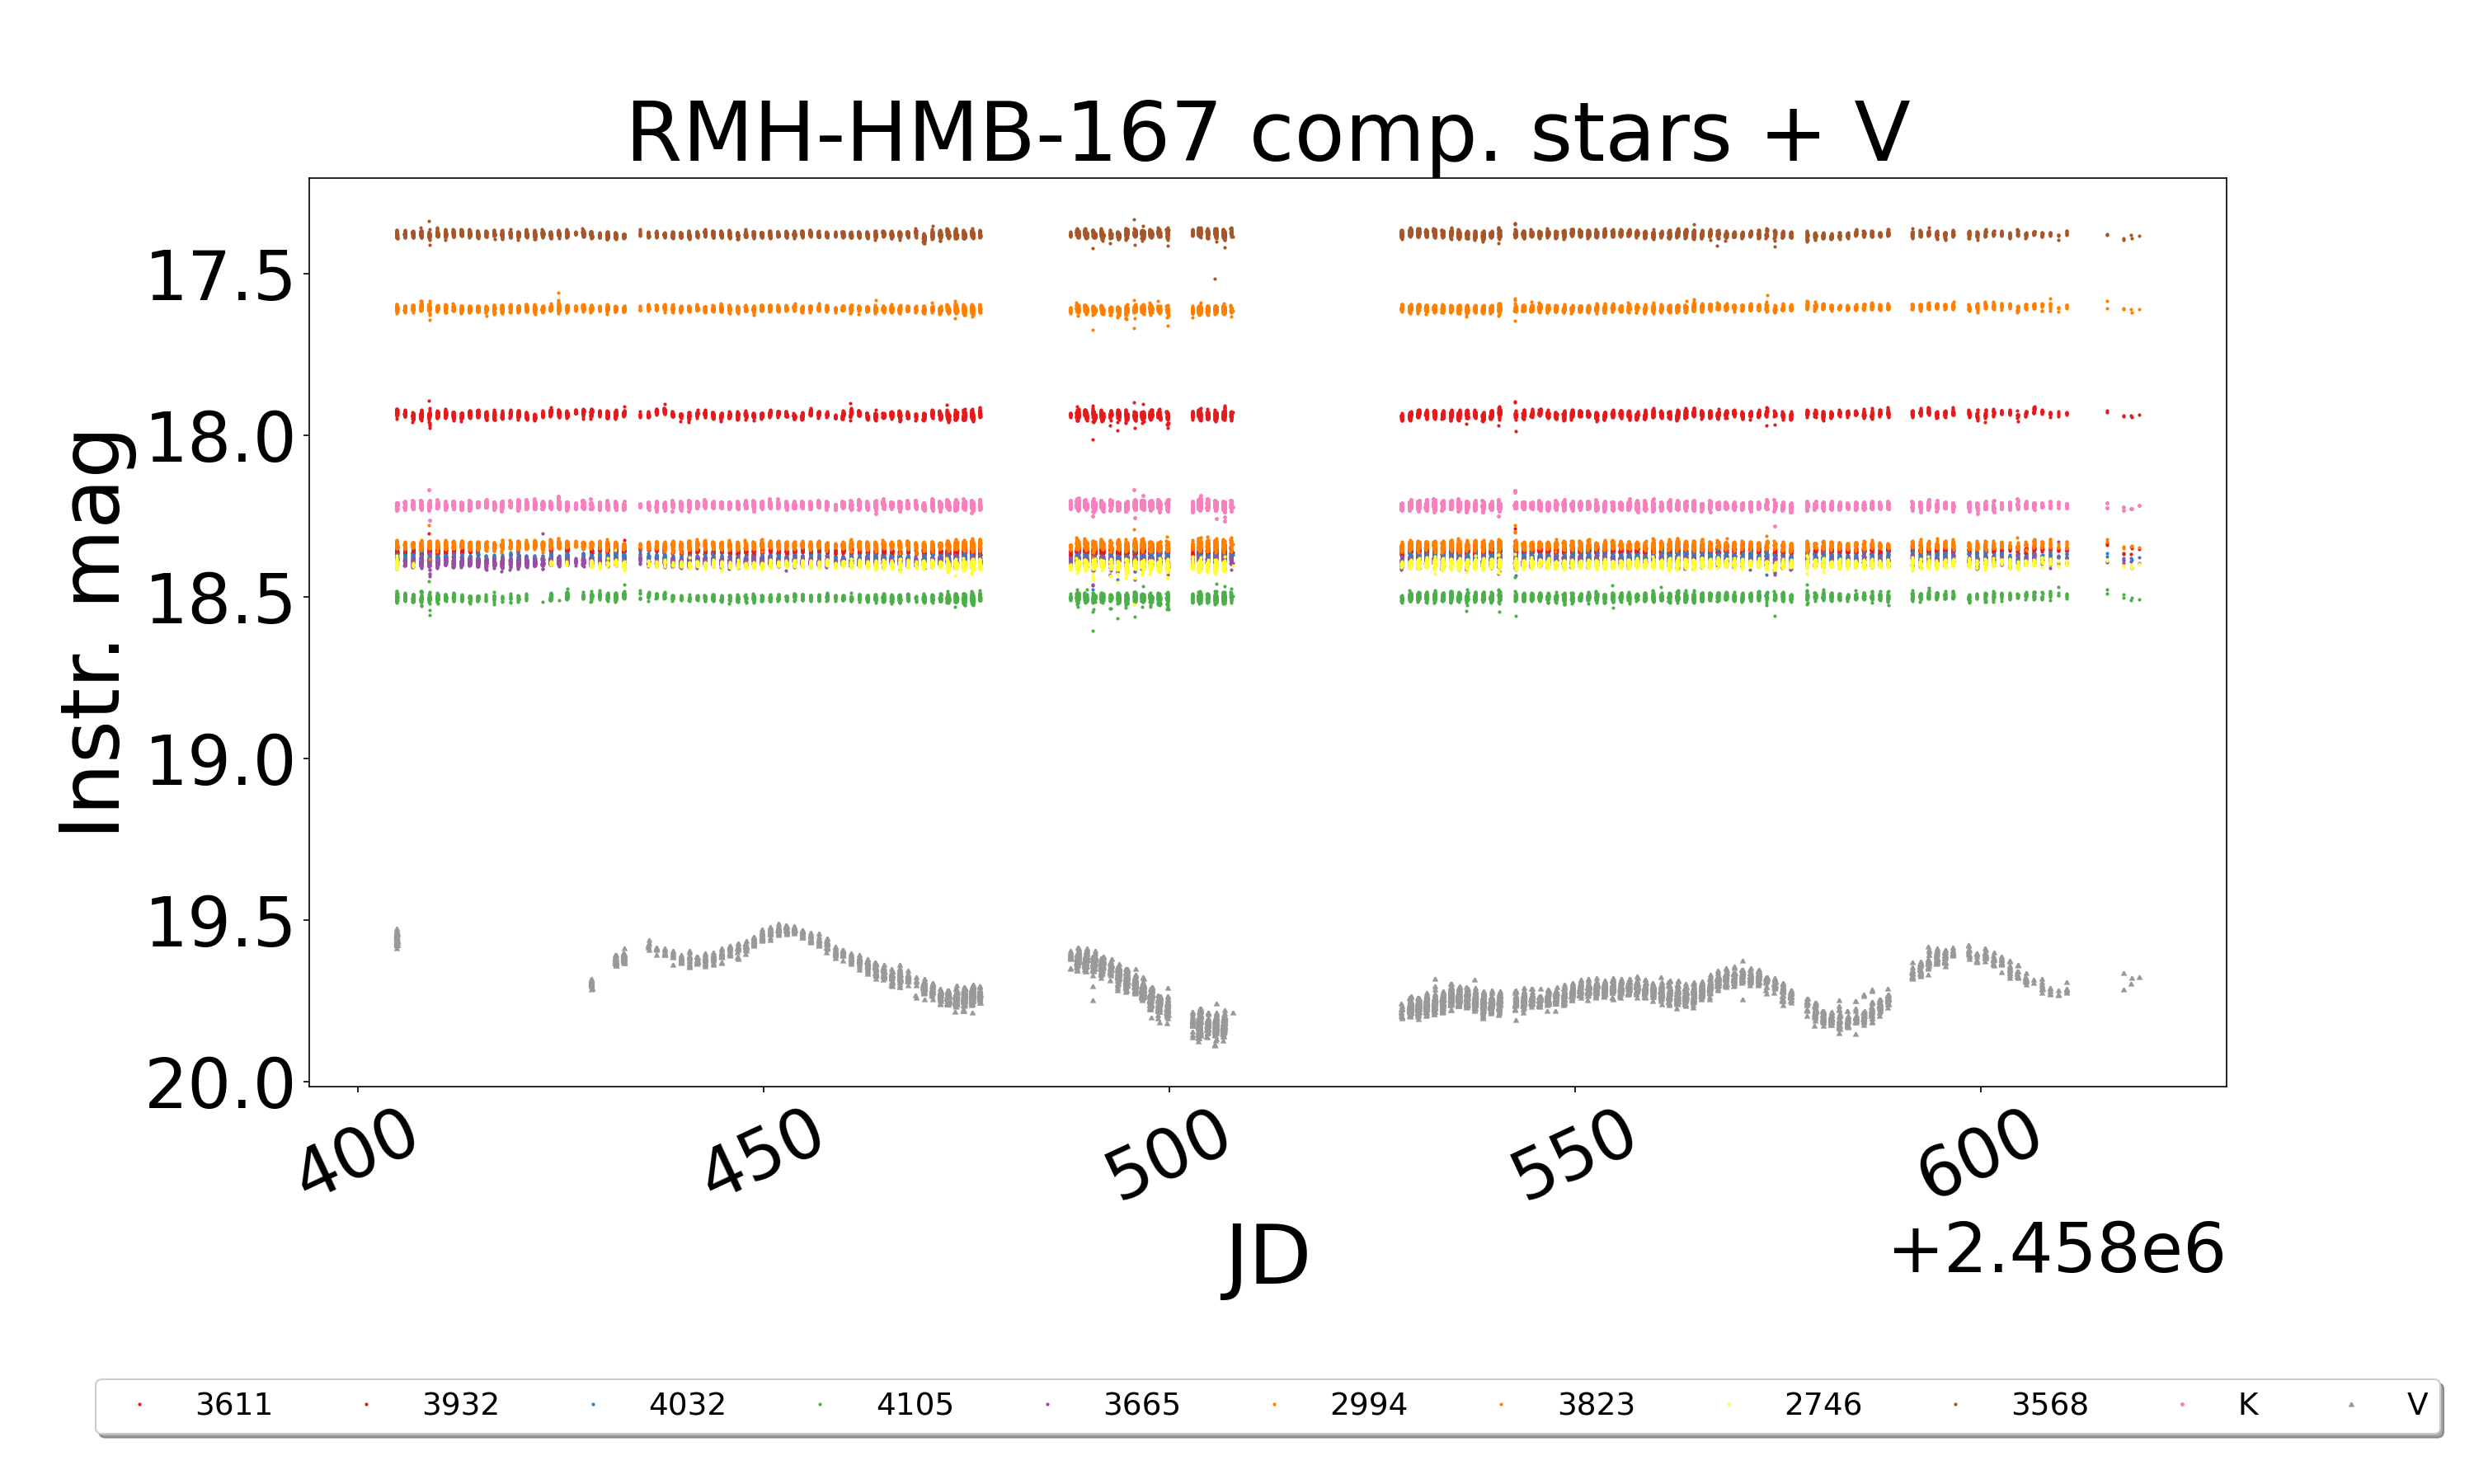 RMH-HMB-167 comp. stars + V
Instr. mag
17.5
18.0
18.5
19.0
19.5
20.0
400 450 500 550 600
JD
+2.458e6
3611 3932 4032 4105 3665 2994 3823 2746 3568 K V